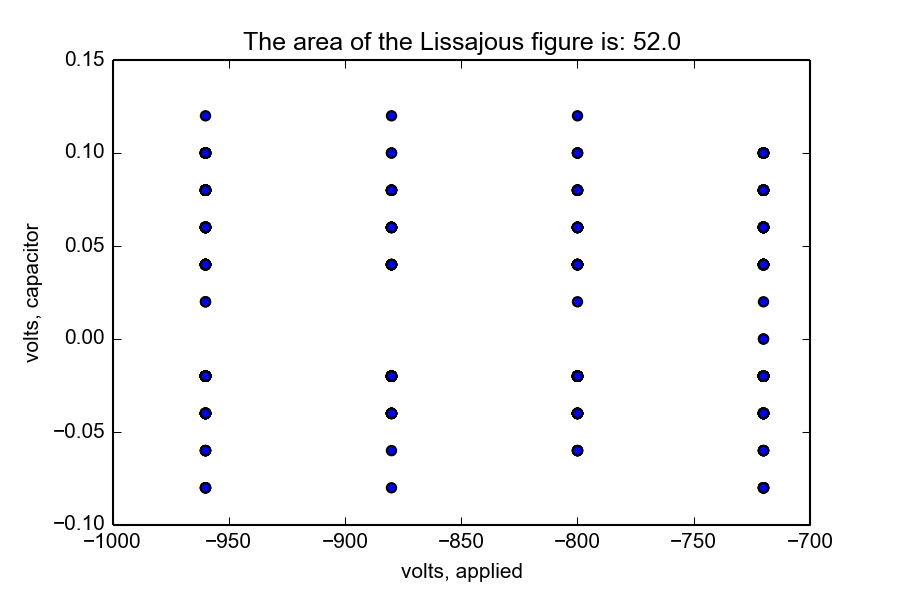 The area of the Lissajous figure is: 52.0
0.15
0.10
0.05
0.00
−0.05
−0.10
−1000 −950 −900 −850 −800 −750 −700
volts, capacitor
volts, applied